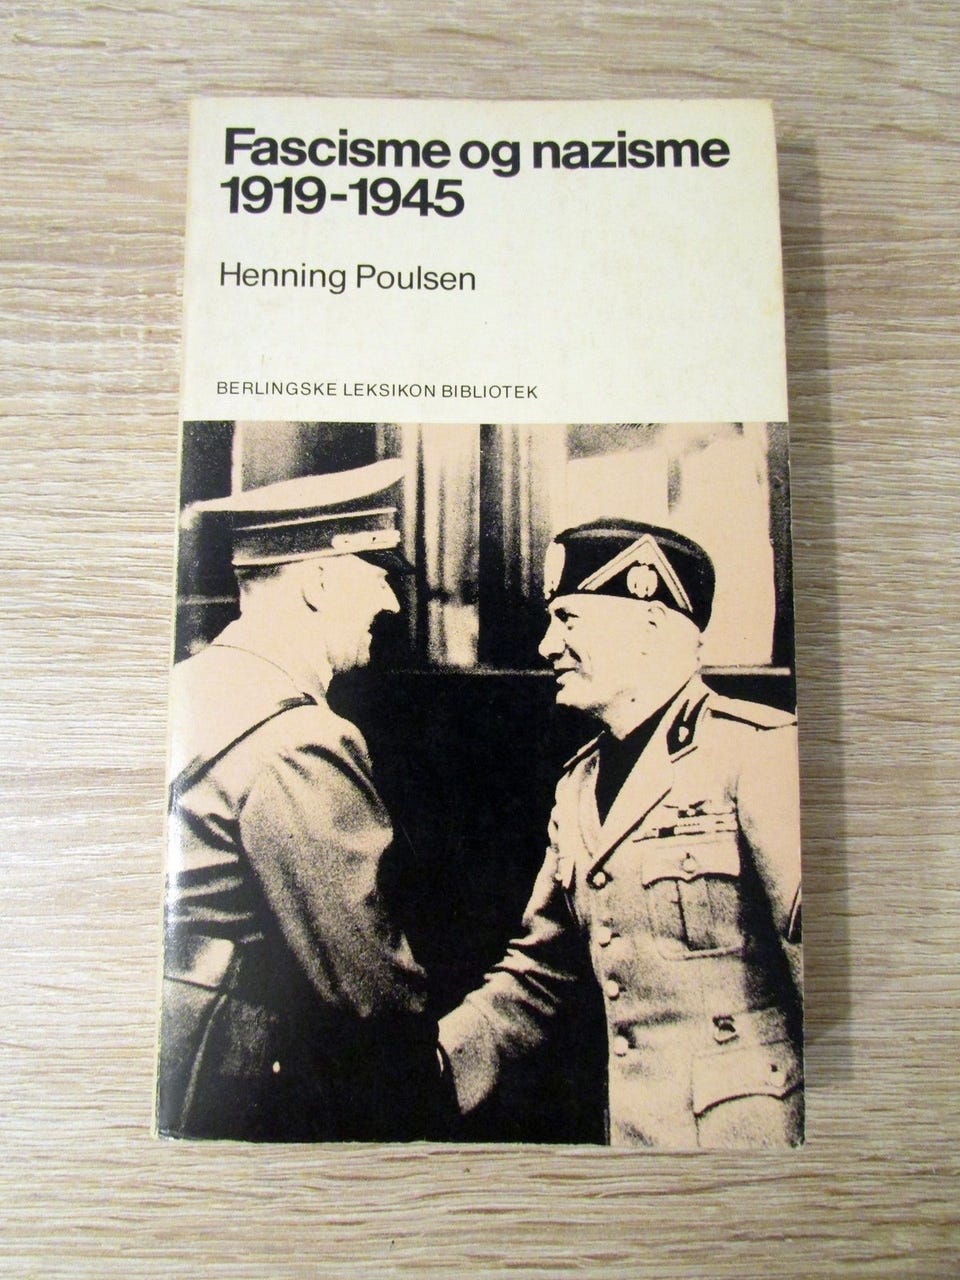 Fascisme og nazisme
1919-1945
Henning Poulsen
BERLINGSKE LEKSIKON BIBLIOTEK